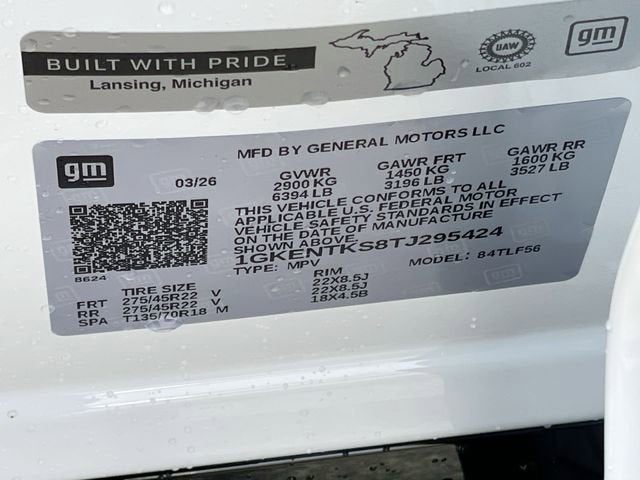 BUILT WITH PRIDE
Lansing, Michigan
UAW
LOCAL 602
gm
gm
MFD BY GENERAL MOTORS LLC
03/26
GVWR GAWR FRT GAWR RR
2900 KG 1450 KG 1600 KG
6394 LB 3196 LB 3527 LB
THIS VEHICLE CONFORMS TO ALL
APPLICABLE U.S. FEDERAL MOTOR
VEHICLE SAFETY STANDARDS IN EFFECT
ON THE DATE OF MANUFACTURE
SHOWN ABOVE.
1GKENTKS8TJ295424
TYPE: MPV MODEL: 84TLF56
8624
TIRE SIZE RIM
FRT 275/45R22 V 22X8.5J
RR 275/45R22 V 22X8.5J
SPA T135/70R18 M 18X4.5B